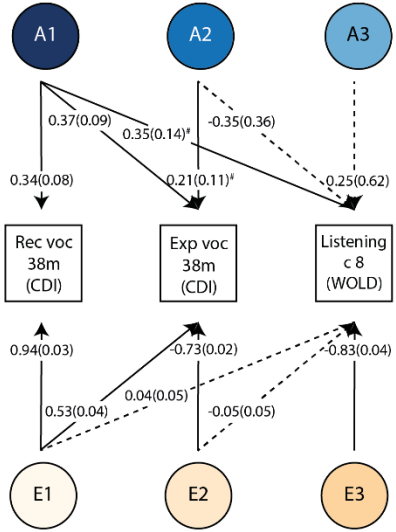 A1
A2
A3
0.37(0.09)
-0.35(0.36)
0.35(0.14)#
0.34(0.08)
0.21(0.11)#
0.25(0.62)
Rec voc
38m
(CDI)
Exp voc
38m
(CDI)
Listening
c 8
(WOLD)
0.94(0.03)
-0.73(0.02)
-0.83(0.04)
0.04(0.05)
0.53(0.04)
-0.05(0.05)
E1
E2
E3